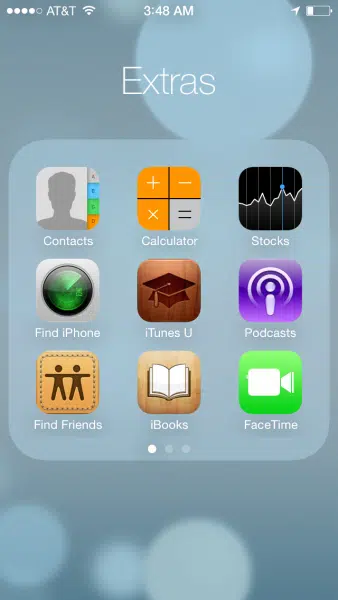 AT&T 3:48 AM
Extras
Contacts Calculator Stocks
Find iPhone iTunes U Podcasts
Find Friends iBooks FaceTime